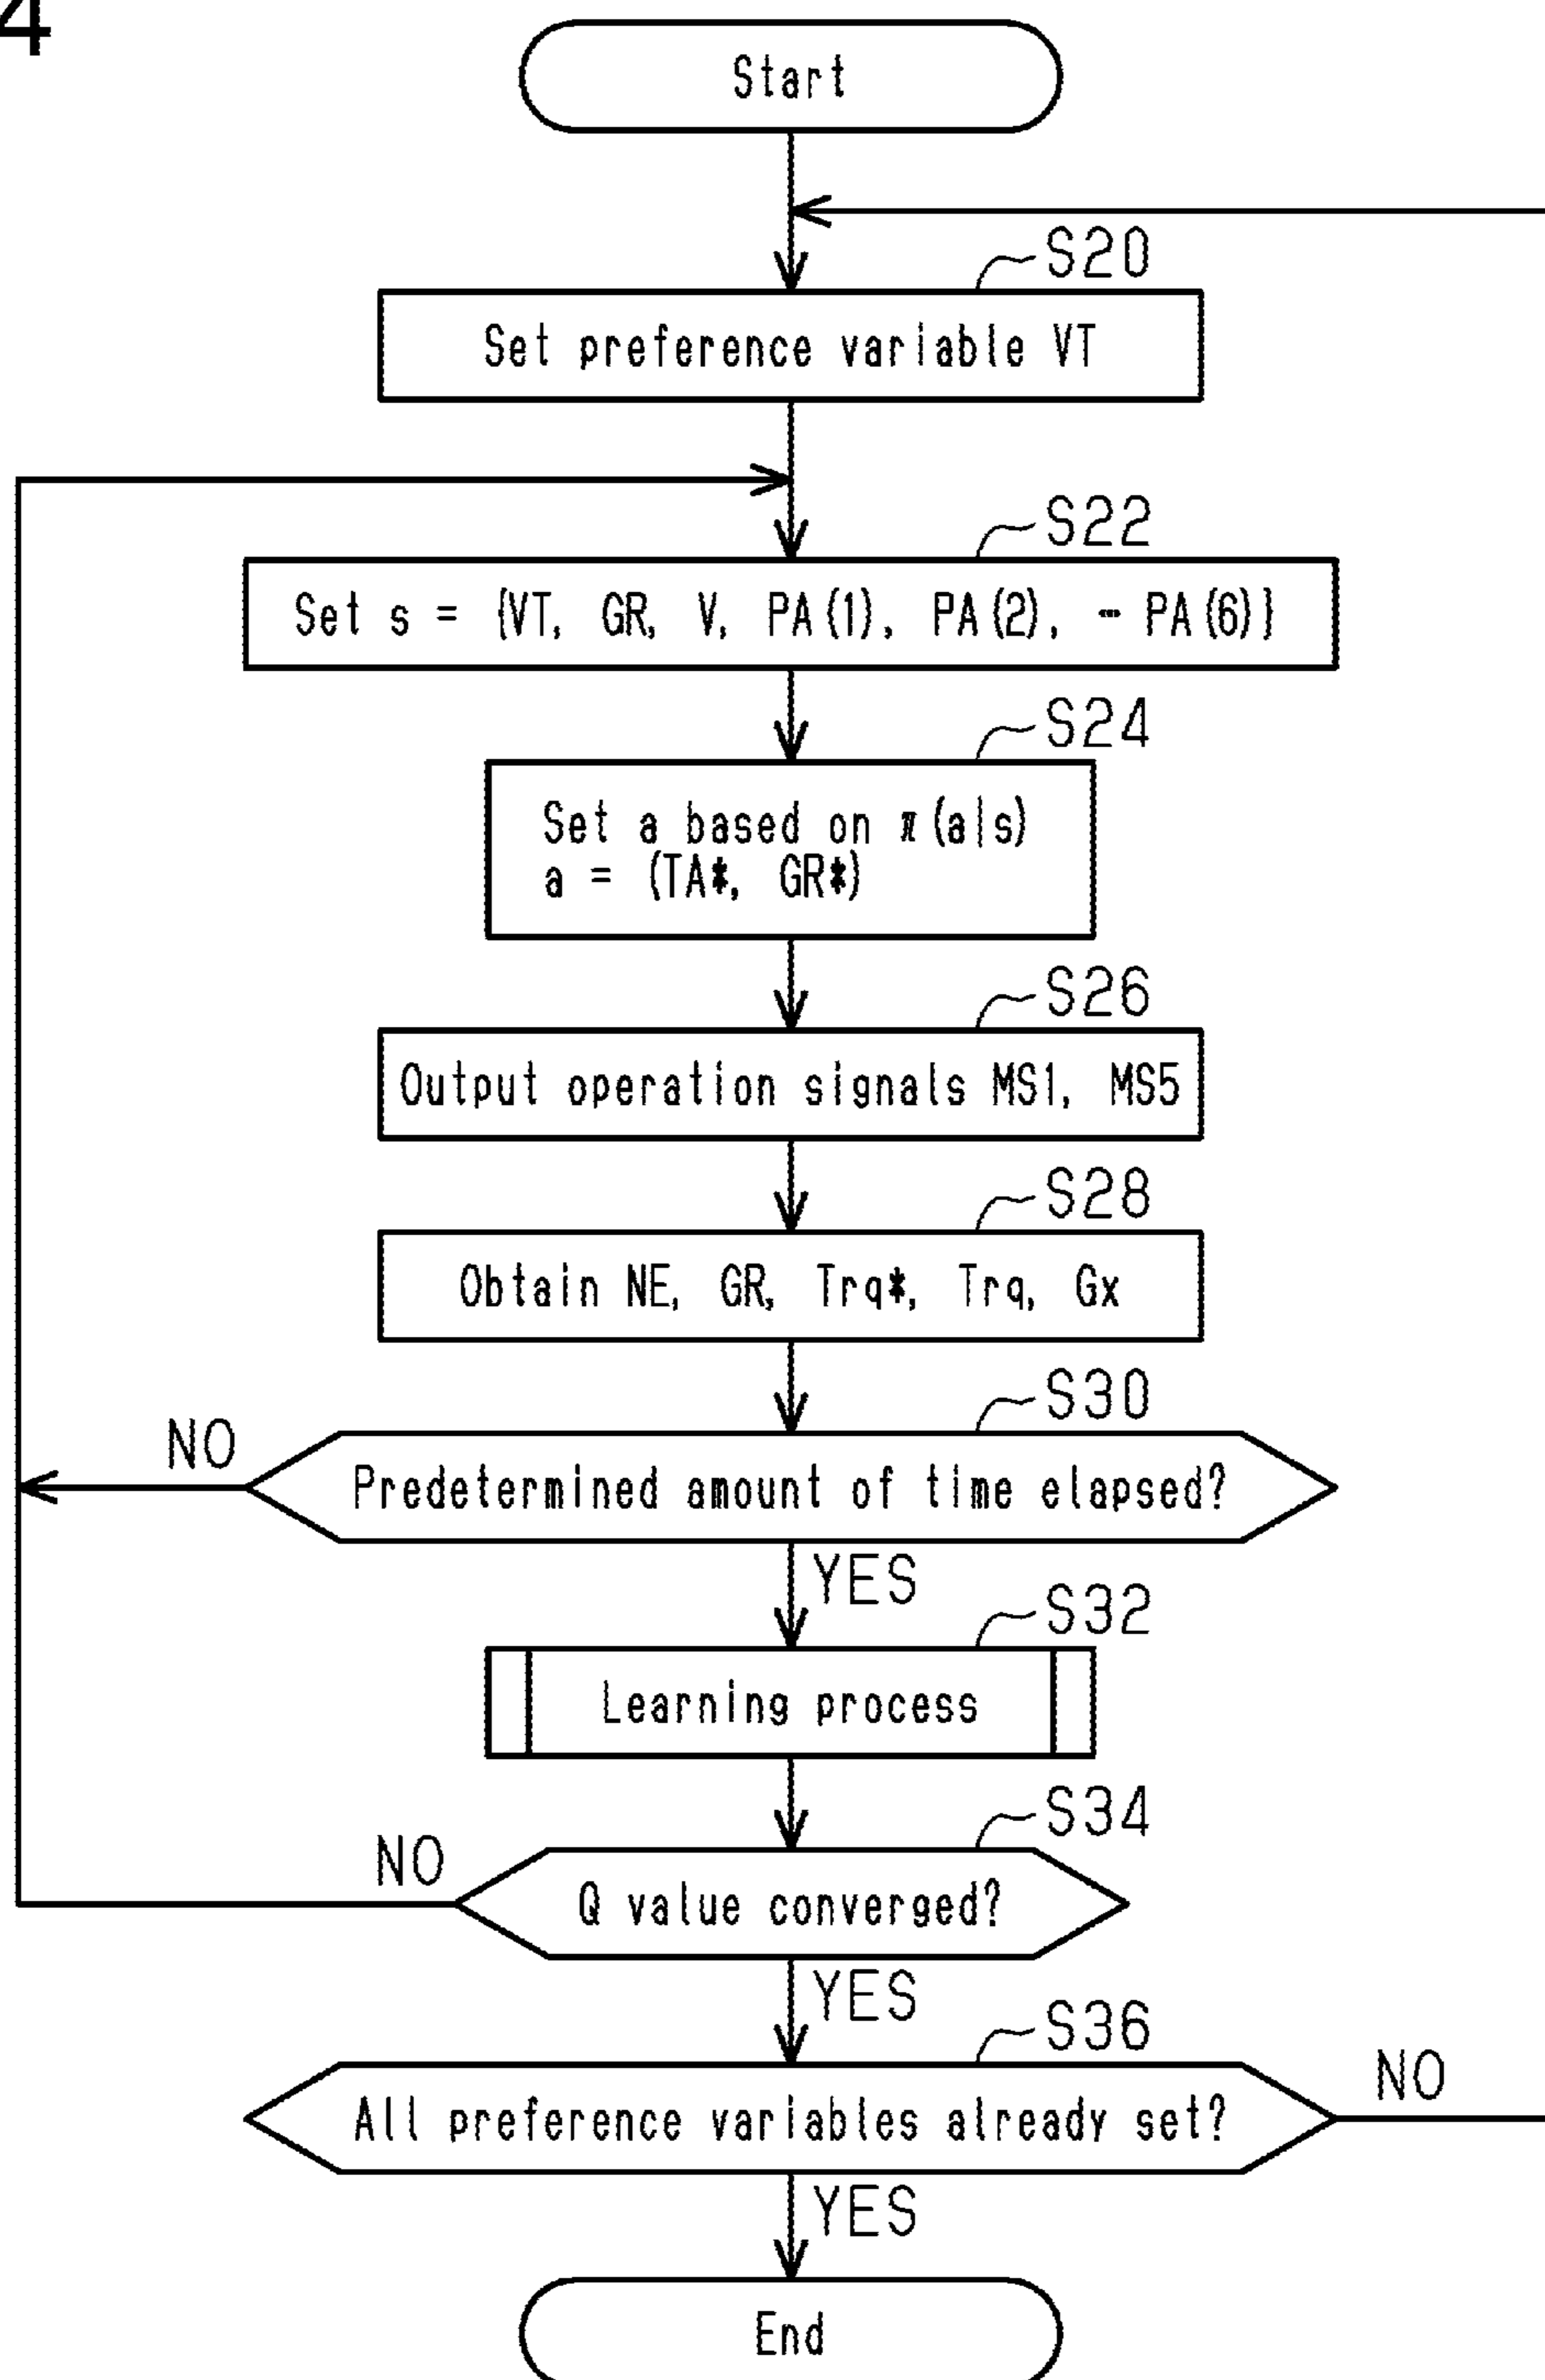 4
Start
S20
Set preference variable VT
S22
Set s = {VT, GR, V, PA(1), PA(2), ⋯ PA(6)}
S24
Set a based on π(a|s)
a = (TA*, GR*)
S26
Output operation signals MS1, MS5
S28
Obtain NE, GR, Trq*, Trq, Gx
S30
NO
Predetermined amount of time elapsed?
YES
S32
Learning process
S34
NO
Q value converged?
YES
S36
NO
All preference variables already set?
YES
End